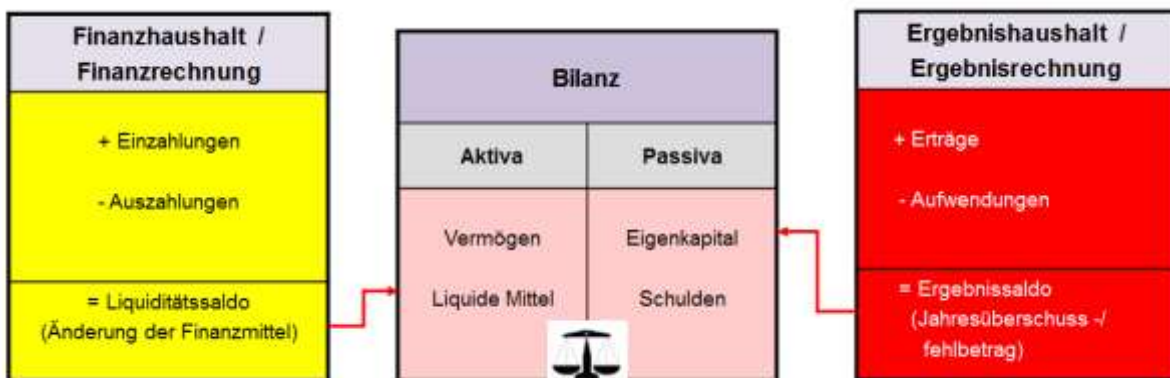 Finanzhaushalt /
Finanzrechnung
+ Einzahlungen
- Auszahlungen
= Liquiditätssaldo
(Änderung der Finanzmittel)
Bilanz
Aktiva
Passiva
Vermögen
Eigenkapital
Liquide Mittel
Schulden
Ergebnishaushalt /
Ergebnisrechnung
+ Erträge
- Aufwendungen
= Ergebnissaldo
(Jahresüberschuss -/
fehlbetrag)